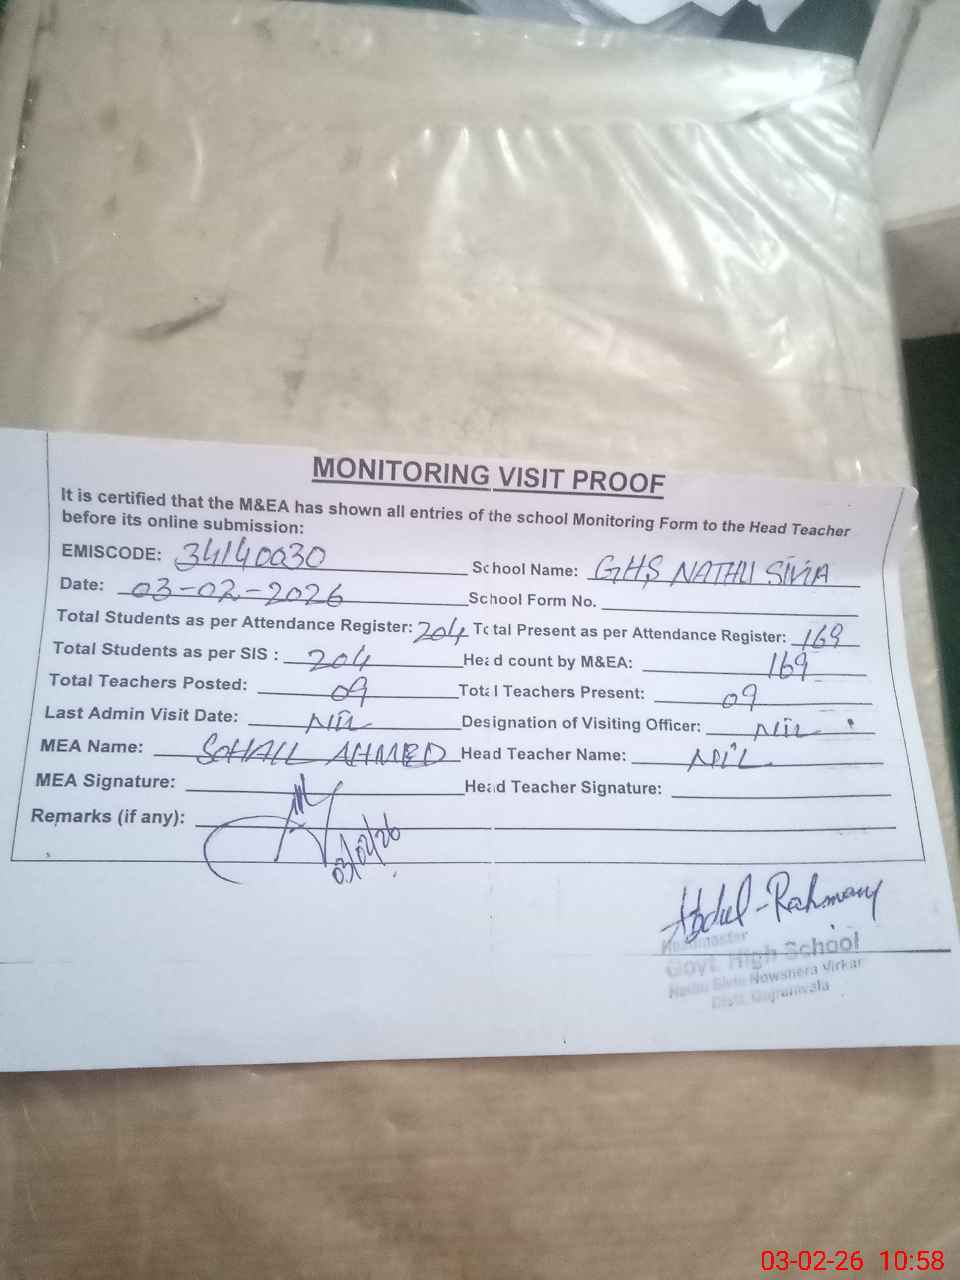 MONITORING VISIT PROOF
It is certified that the M&EA has shown all entries of the school Monitoring Form to the Head Teacher
before its online submission:
EMISCODE: 34140030 School Name: GHS NATHU SIVIA
Date: 03-02-2026 School Form No.
Total Students as per Attendance Register: 204 Total Present as per Attendance Register: 169
Total Students as per SIS : 204 Head count by M&EA: 169
Total Teachers Posted: 09 Total Teachers Present: 09
Last Admin Visit Date: NIL Designation of Visiting Officer: NIL
MEA Name: SOHAIL AHMED Head Teacher Name: NIL
MEA Signature: Head Teacher Signature:
Remarks (if any):
03/02/26
Abdul-Rahman
Headmaster
Govt. High School
Nathu Sivia Nowshera Virkan
Distt. Gujranwala
03-02-26 10:58